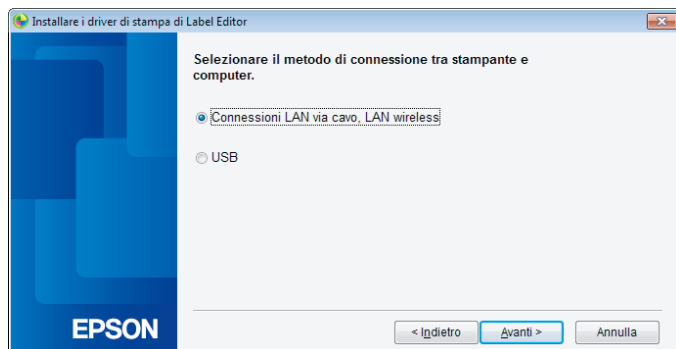 Installare i driver di stampa di Label Editor
Selezionare il metodo di connessione tra stampante e
computer.
Connessioni LAN via cavo, LAN wireless
USB
EPSON
< Indietro
Avanti >
Annulla